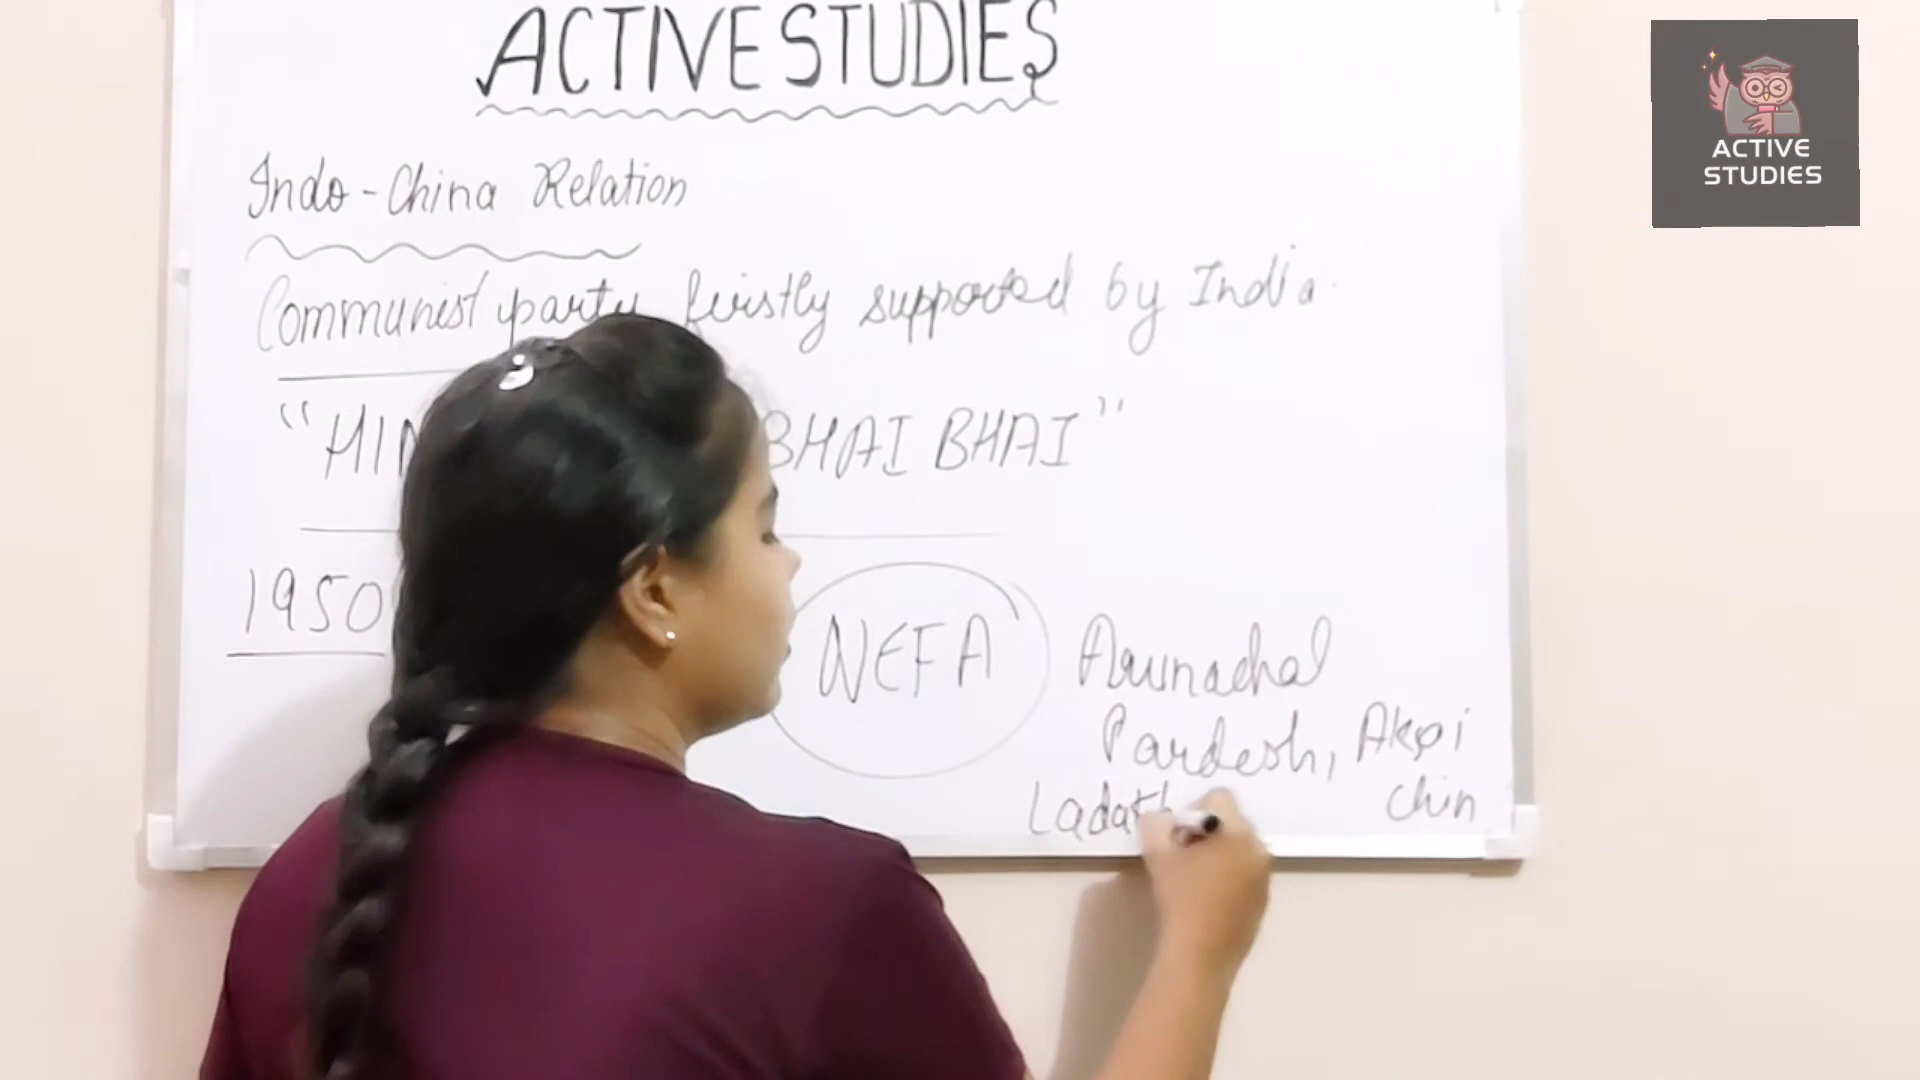 ACTIVE STUDIES
ACTIVE
STUDIES
Indo-China Relation
Communist party firstly supported by India.
"HIN BHAI BHAI"
1950
NEFA
Arunachal
Pardesh, Aksai
Chin
Ladakh